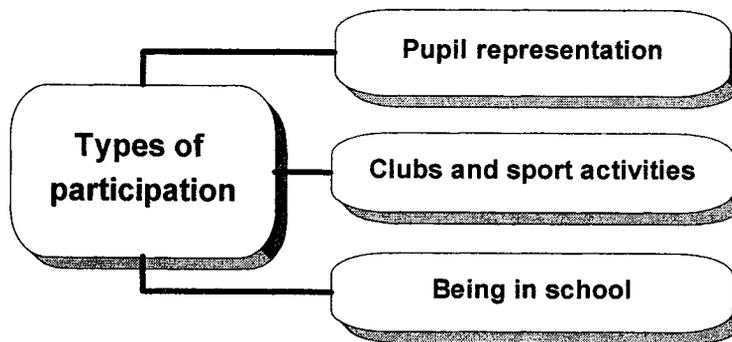 Types of
participation
Pupil representation
Clubs and sport activities
Being in school